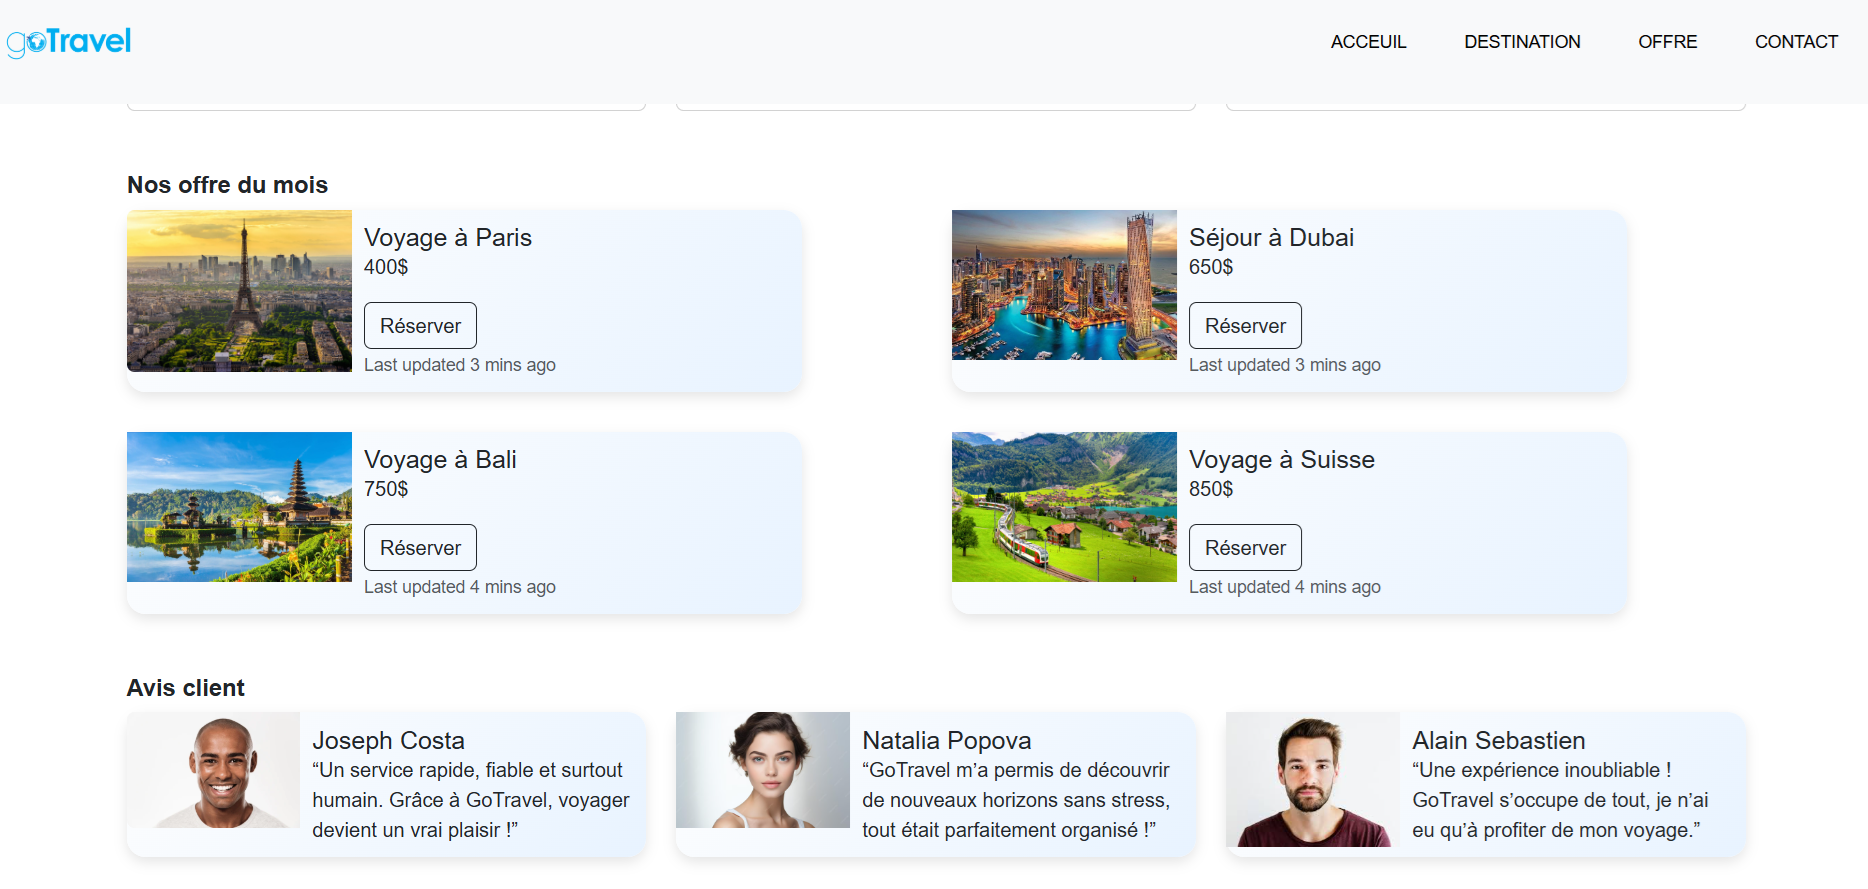 goTravel
ACCEUIL DESTINATION OFFRE CONTACT
Nos offre du mois
Voyage à Paris
400$
Réserver
Last updated 3 mins ago
Séjour à Dubai
650$
Réserver
Last updated 3 mins ago
Voyage à Bali
750$
Réserver
Last updated 4 mins ago
Voyage à Suisse
850$
Réserver
Last updated 4 mins ago
Avis client
Joseph Costa
“Un service rapide, fiable et surtout
humain. Grâce à GoTravel, voyager
devient un vrai plaisir !”
Natalia Popova
“GoTravel m’a permis de découvrir
de nouveaux horizons sans stress,
tout était parfaitement organisé !”
Alain Sebastien
“Une expérience inoubliable !
GoTravel s’occupe de tout, je n’ai
eu qu’à profiter de mon voyage.”